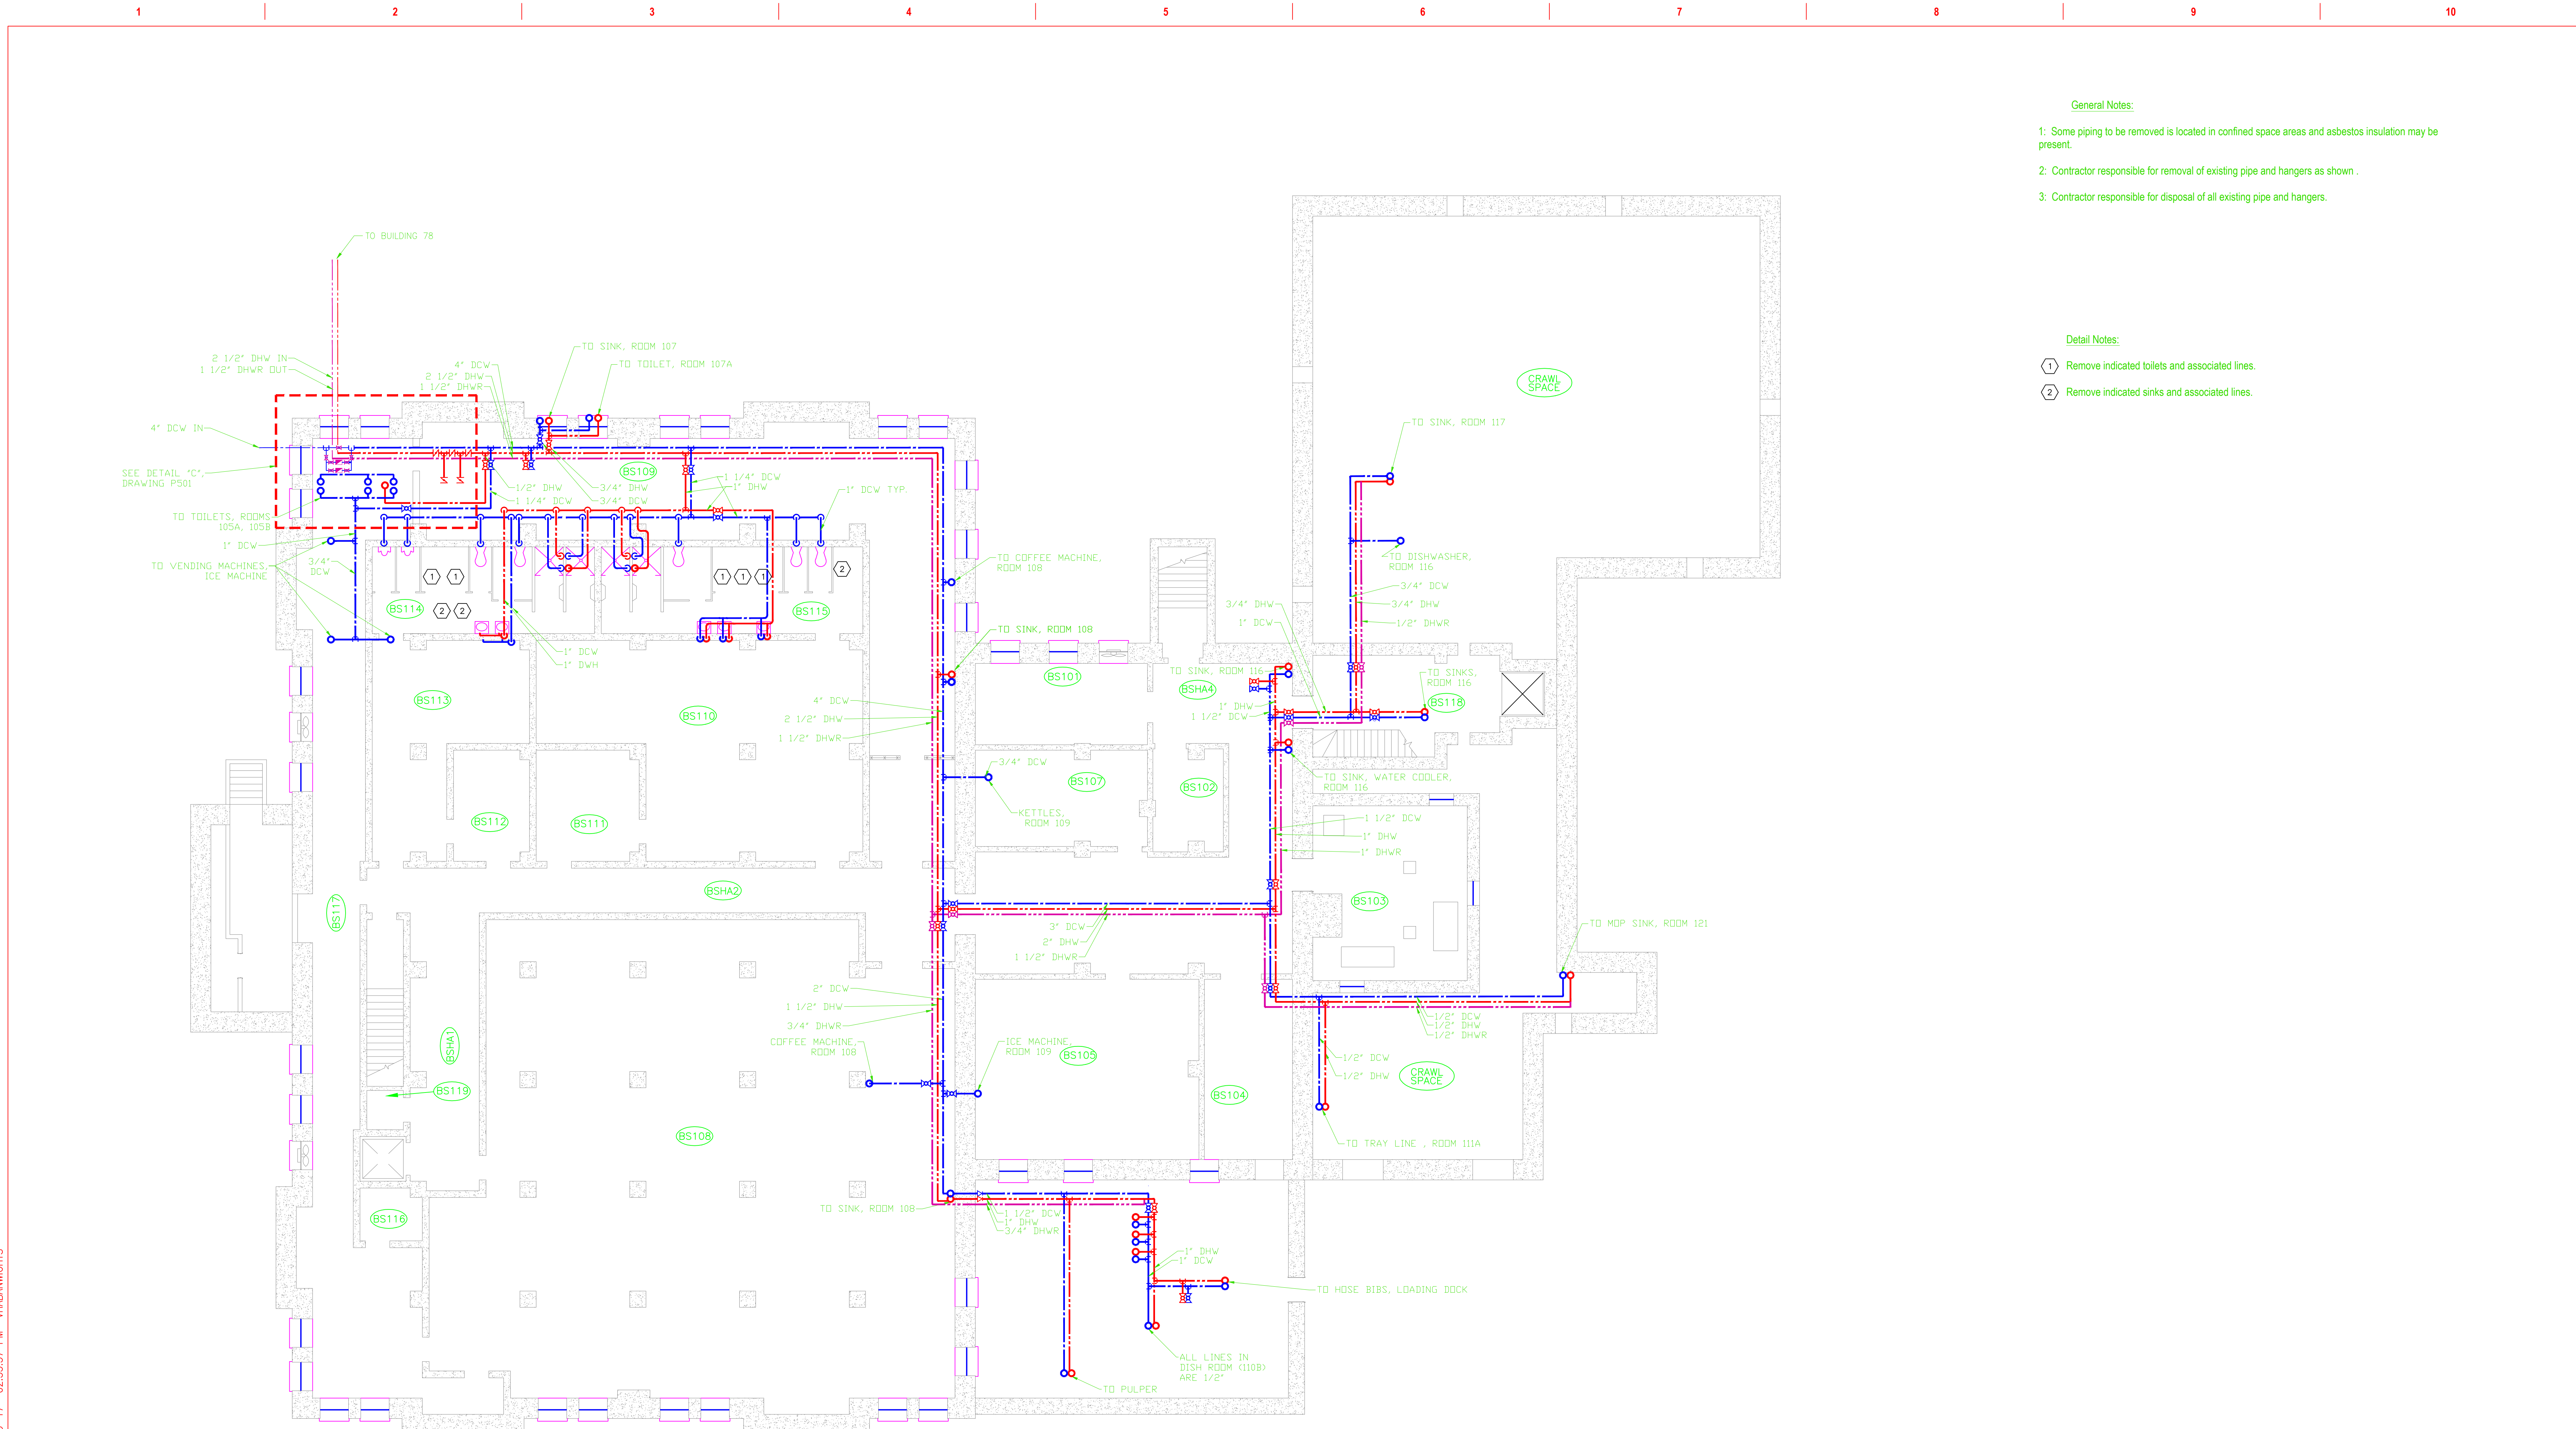 1 2 3 4 5 6 7 8 9 10
General Notes:
1: Some piping to be removed is located in confined space areas and asbestos insulation may be
present.
2: Contractor responsible for removal of existing pipe and hangers as shown .
3: Contractor responsible for disposal of all existing pipe and hangers.
Detail Notes:
1 Remove indicated toilets and associated lines.
2 Remove indicated sinks and associated lines.
TO BUILDING 78
2 1/2" DHW IN
1 1/2" DHWR OUT
4" DCW
2 1/2" DHW
1 1/2" DHWR
TO SINK, ROOM 107
TO TOILET, ROOM 107A
4" DCW IN
SEE DETAIL "C",
DRAWING P501
TO TOILETS, ROOMS
105A, 105B
1" DCW
TO VENDING MACHINES,
ICE MACHINE
3/4"
DCW
1/2" DHW
1 1/4" DCW
3/4" DHW
3/4" DCW
BS109
1 1/4" DCW
1" DHW
1" DCW TYP.
1
1
1
1
1
2
BS114
2
2
BS115
1" DCW
1" DWH
BS113
BS110
BS112
BS111
BS117
BSHA2
BSHA1
BS119
BS116
BS108
CRAWL
SPACE
TO SINK, ROOM 117
TO COFFEE MACHINE,
ROOM 108
TO DISHWASHER,
ROOM 116
3/4" DCW
3/4" DHW
1/2" DHWR
3/4" DHW
1" DCW
TO SINK, ROOM 108
TO SINK, ROOM 116
BS101
BSHA4
TO SINKS,
ROOM 116
BS118
1" DHW
1 1/2" DCW
4" DCW
2 1/2" DHW
1 1/2" DHWR
3/4" DCW
BS107
BS102
TO SINK, WATER COOLER,
ROOM 116
KETTLES,
ROOM 109
1 1/2" DCW
1" DHW
1" DHWR
BS103
3" DCW
2" DHW
1 1/2" DHWR
TO MOP SINK, ROOM 121
2" DCW
1 1/2" DHW
3/4" DHWR
COFFEE MACHINE,
ROOM 108
ICE MACHINE,
ROOM 109
BS105
BS104
1/2" DCW
1/2" DHW
1/2" DHWR
1/2" DCW
1/2" DHW
CRAWL
SPACE
TO TRAY LINE , ROOM 111A
TO SINK, ROOM 108
1 1/2" DCW
1" DHW
3/4" DHWR
1" DHW
1" DCW
TO HOSE BIBS, LOADING DOCK
ALL LINES IN
DISH ROOM (110B)
ARE 1/2"
TO PULPER